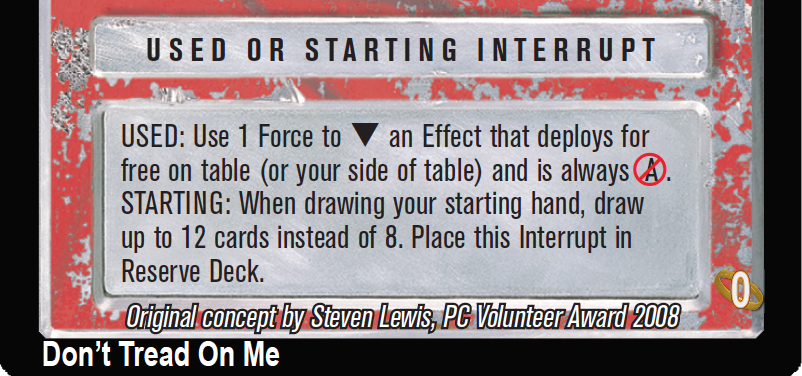 USED OR STARTING INTERRUPT
USED: Use 1 Force to ▼ an Effect that deploys for
free on table (or your side of table) and is always Ⓐ.
STARTING: When drawing your starting hand, draw
up to 12 cards instead of 8. Place this Interrupt in
Reserve Deck.
0
Original concept by Steven Lewis, PC Volunteer Award 2008
Don't Tread On Me